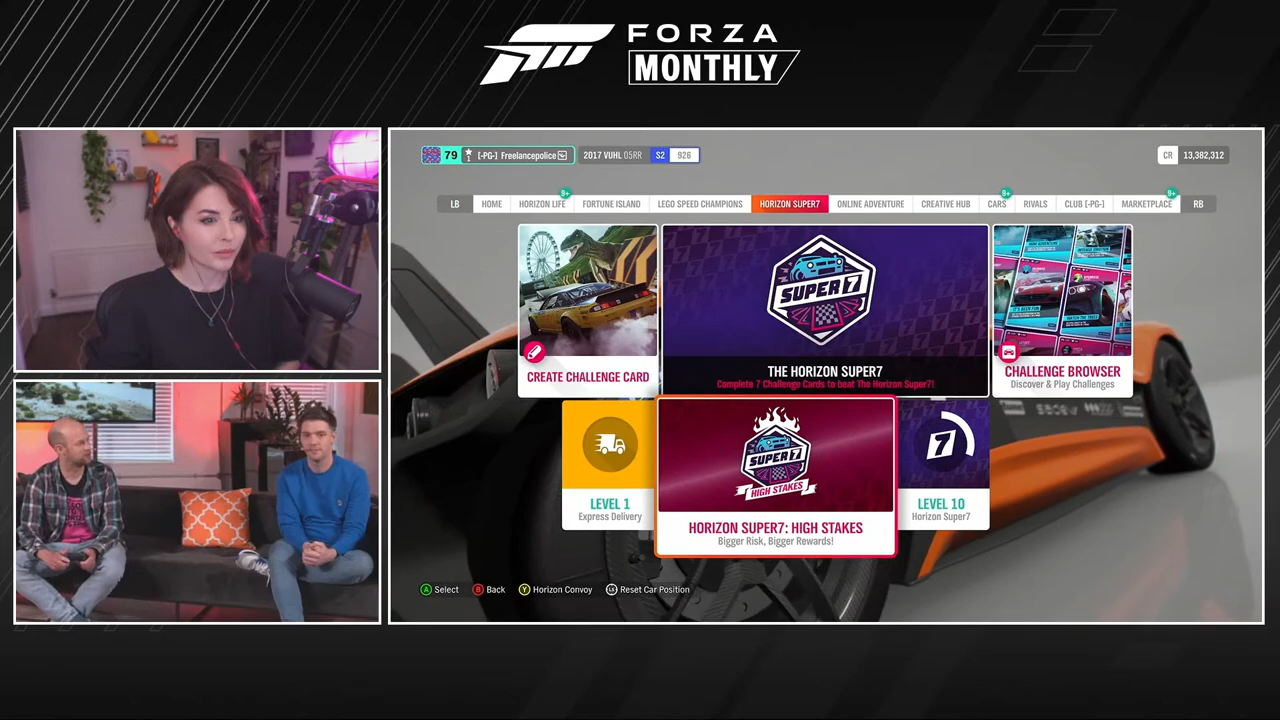 FORZA
MONTHLY
79 [-PG-] Freelancepolice 2017 VUHL 05RR S2 926
CR 13,382,312
9+ 9+ 9+
LB HOME HORIZON LIFE FORTUNE ISLAND LEGO SPEED CHAMPIONS HORIZON SUPER7 ONLINE ADVENTURE CREATIVE HUB CARS RIVALS CLUB [-PG-] MARKETPLACE RB
CREATE CHALLENGE CARD
SUPER 7
THE HORIZON SUPER7
Complete 7 Challenge Cards to beat The Horizon Super7!
CHALLENGE BROWSER
Discover & Play Challenges
LEVEL 1
Express Delivery
SUPER 7
HIGH STAKES
HORIZON SUPER7: HIGH STAKES
Bigger Risk, Bigger Rewards!
7
LEVEL 10
Horizon Super7
A Select B Back Y Horizon Convoy LS Reset Car Position